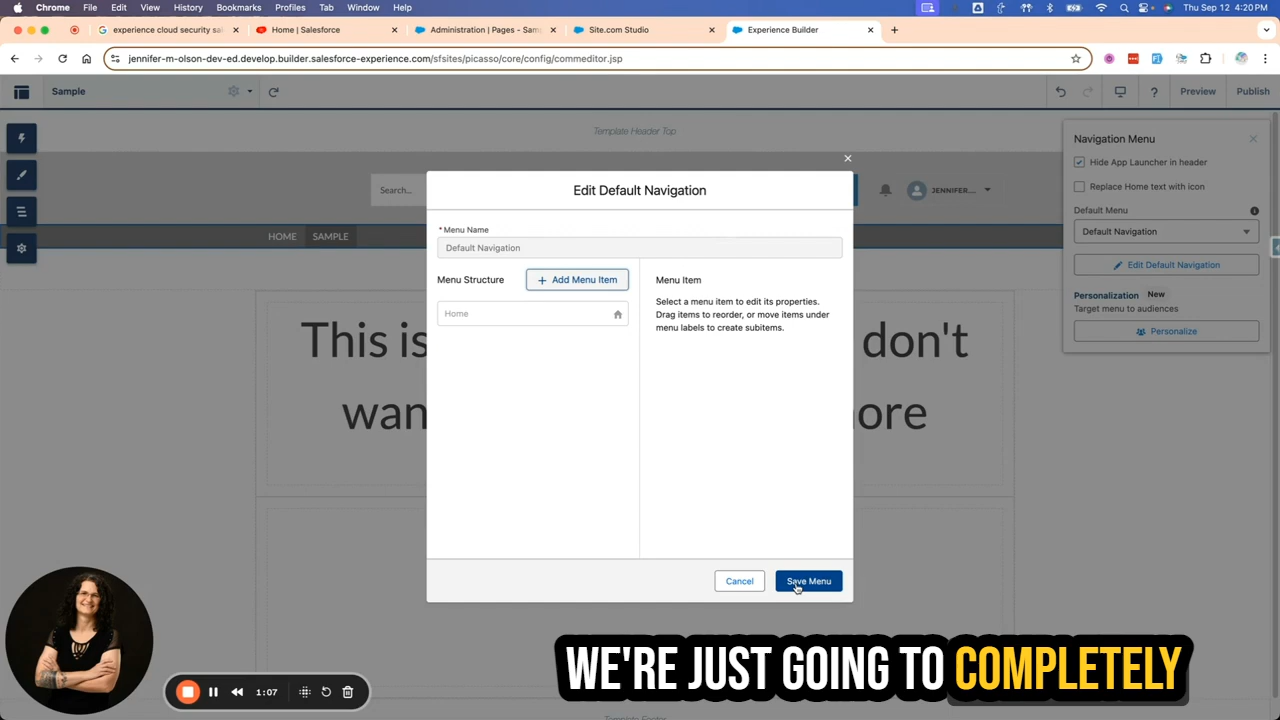 Chrome File Edit View History Bookmarks Profiles Tab Window Help Thu Sep 12 4:20 PM
experience cloud security sa Home | Salesforce Administration | Pages - Sam Site.com Studio Experience Builder
jennifer-m-olson-dev-ed.develop.builder.salesforce-experience.com/sfsites/picasso/core/config/commeditor.jsp
Sample Preview Publish
Template Header Top
Search... JENNIFER....
HOME SAMPLE
Navigation Menu
Hide App Launcher in header
Replace Home text with icon
Default Menu
Default Navigation
Edit Default Navigation
Personalization New
Target menu to audiences
Personalize
Edit Default Navigation
* Menu Name
Default Navigation
Menu Structure + Add Menu Item
Home
Menu Item
Select a menu item to edit its properties.
Drag items to reorder, or move items under
menu labels to create subitems.
Cancel Save Menu
This is don't
wan ore
1:07
WE'RE JUST GOING TO COMPLETELY
Template Footer